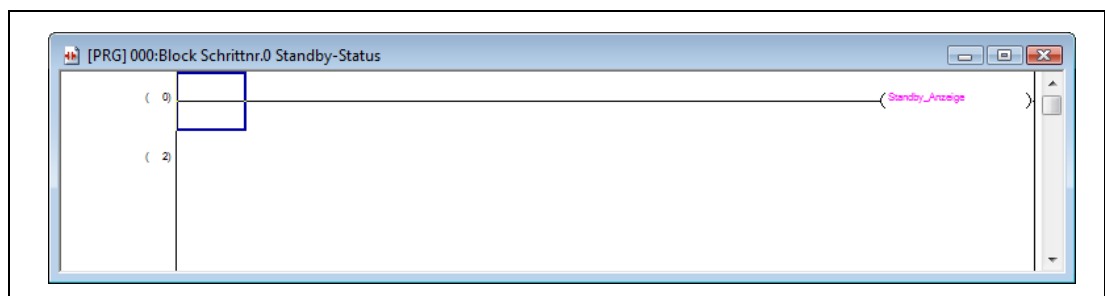 [PRG] 000:Block Schrittnr.0 Standby-Status
( 0) ( Standby_Anzeige )
( 2)